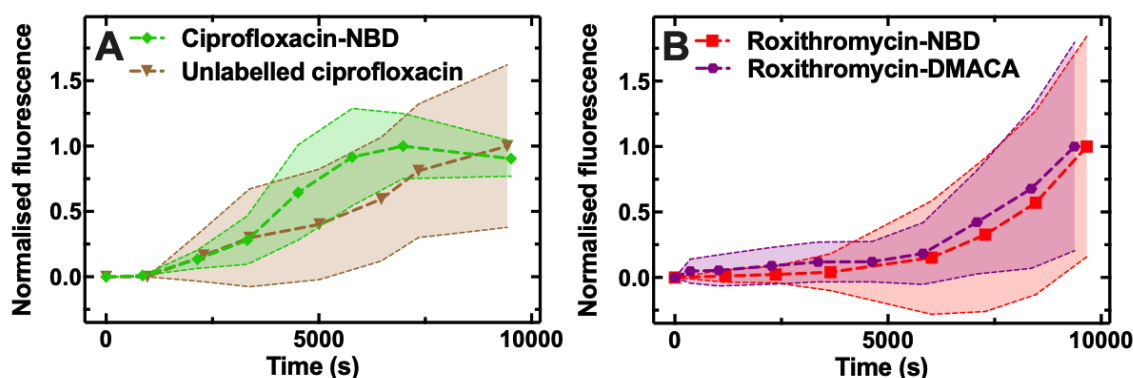 A
Ciprofloxacin-NBD
Unlabelled ciprofloxacin
Normalised fluorescence
1.5
1.0
0.5
0.0
0
5000
10000
Time (s)
B
Roxithromycin-NBD
Roxithromycin-DMACA
Normalised fluorescence
1.5
1.0
0.5
0.0
0
5000
10000
Time (s)